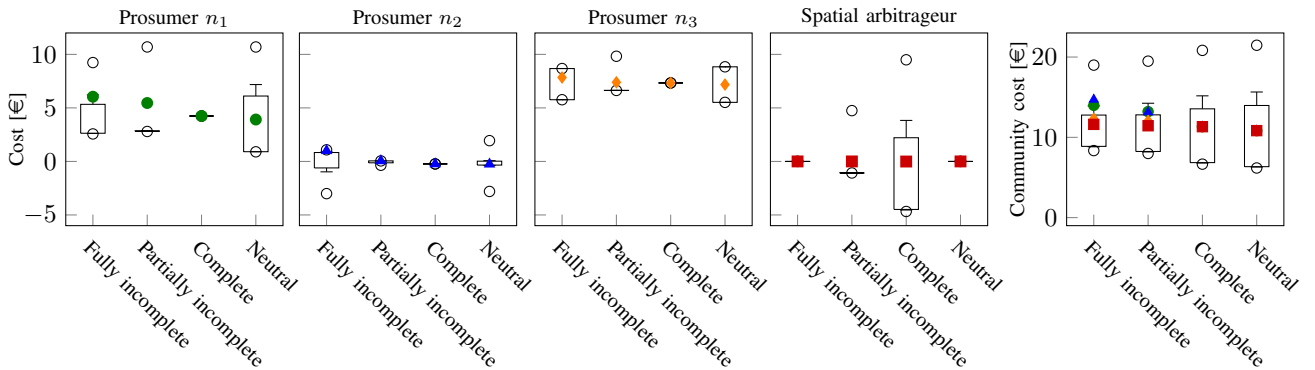 Prosumer n₁
Prosumer n₂
Prosumer n₃
Spatial arbitrageur
Cost [€]
10
5
0
−5
Fully incomplete
Partially incomplete
Complete
Neutral
Fully incomplete
Partially incomplete
Complete
Neutral
Fully incomplete
Partially incomplete
Complete
Neutral
Fully incomplete
Partially incomplete
Complete
Neutral
Community cost [€]
20
10
0
Fully incomplete
Partially incomplete
Complete
Neutral